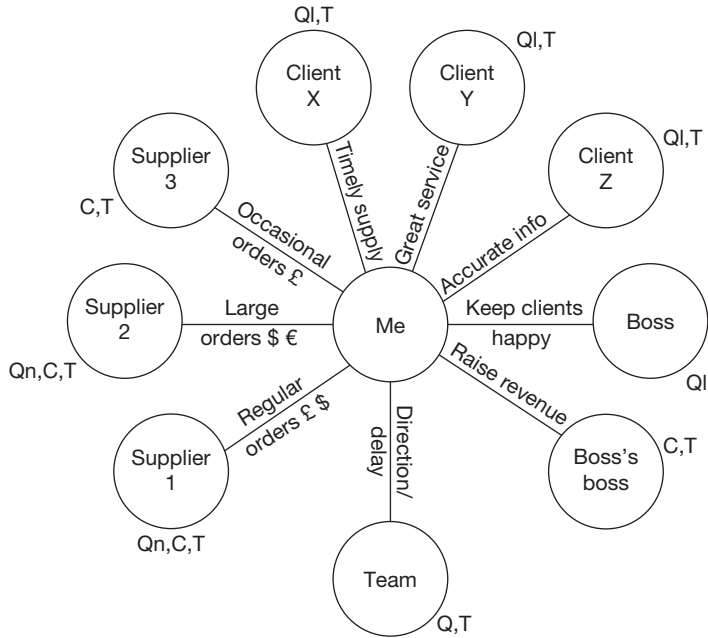 Ql,T
Client
X
Ql,T
Client
Y
Ql,T
Client
Z
Supplier
3
C,T
Timely supply
Great service
Occasional
orders £
Accurate info
Supplier
2
Qn,C,T
Large
orders $ €
Me
Keep clients
happy
Boss
Ql
Regular
orders £ $
Raise revenue
Supplier
1
Qn,C,T
Direction/
delay
Boss's
boss
C,T
Team
Q,T